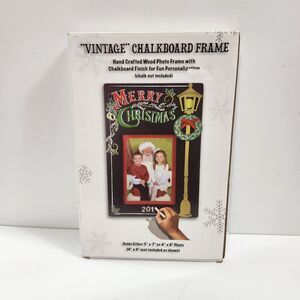 "VINTAGE" CHALKBOARD FRAME
Hand Crafted Wood Photo Frame with
Chalkboard Finish for Fun Personalization
(chalk not included)
MERRY
CHRISTMAS
201
Holds Either 5" x 7" or 4" x 6" Photo
(4" x 6" mat included as shown)